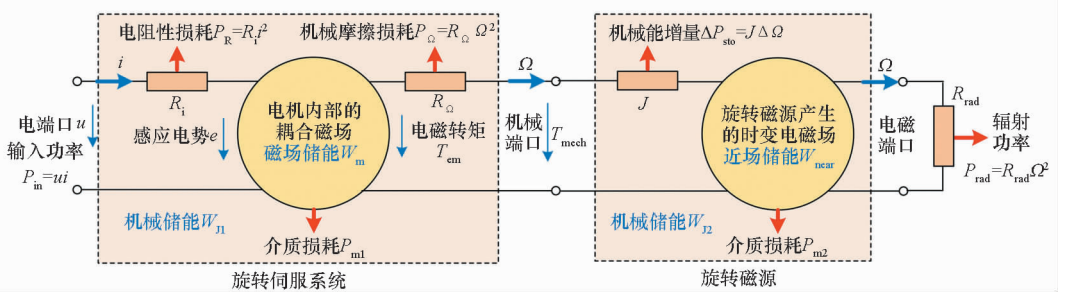 电阻性损耗P_R=R_i i²
机械摩擦损耗P_Ω=R_Ω Ω²
机械能增量ΔP_sto=JΔΩ
i
R_i
R_Ω
Ω
J
Ω
R_rad
电端口u
输入功率
P_in=ui
感应电势e
电机内部的
耦合磁场
磁场储能W_m
电磁转矩
T_em
机械
端口
T_mech
旋转磁源产生
的时变电磁场
近场储能W_near
电磁
端口
辐射
功率
P_rad=R_rad Ω²
机械储能W_J1
介质损耗P_m1
机械储能W_J2
介质损耗P_m2
旋转伺服系统
旋转磁源